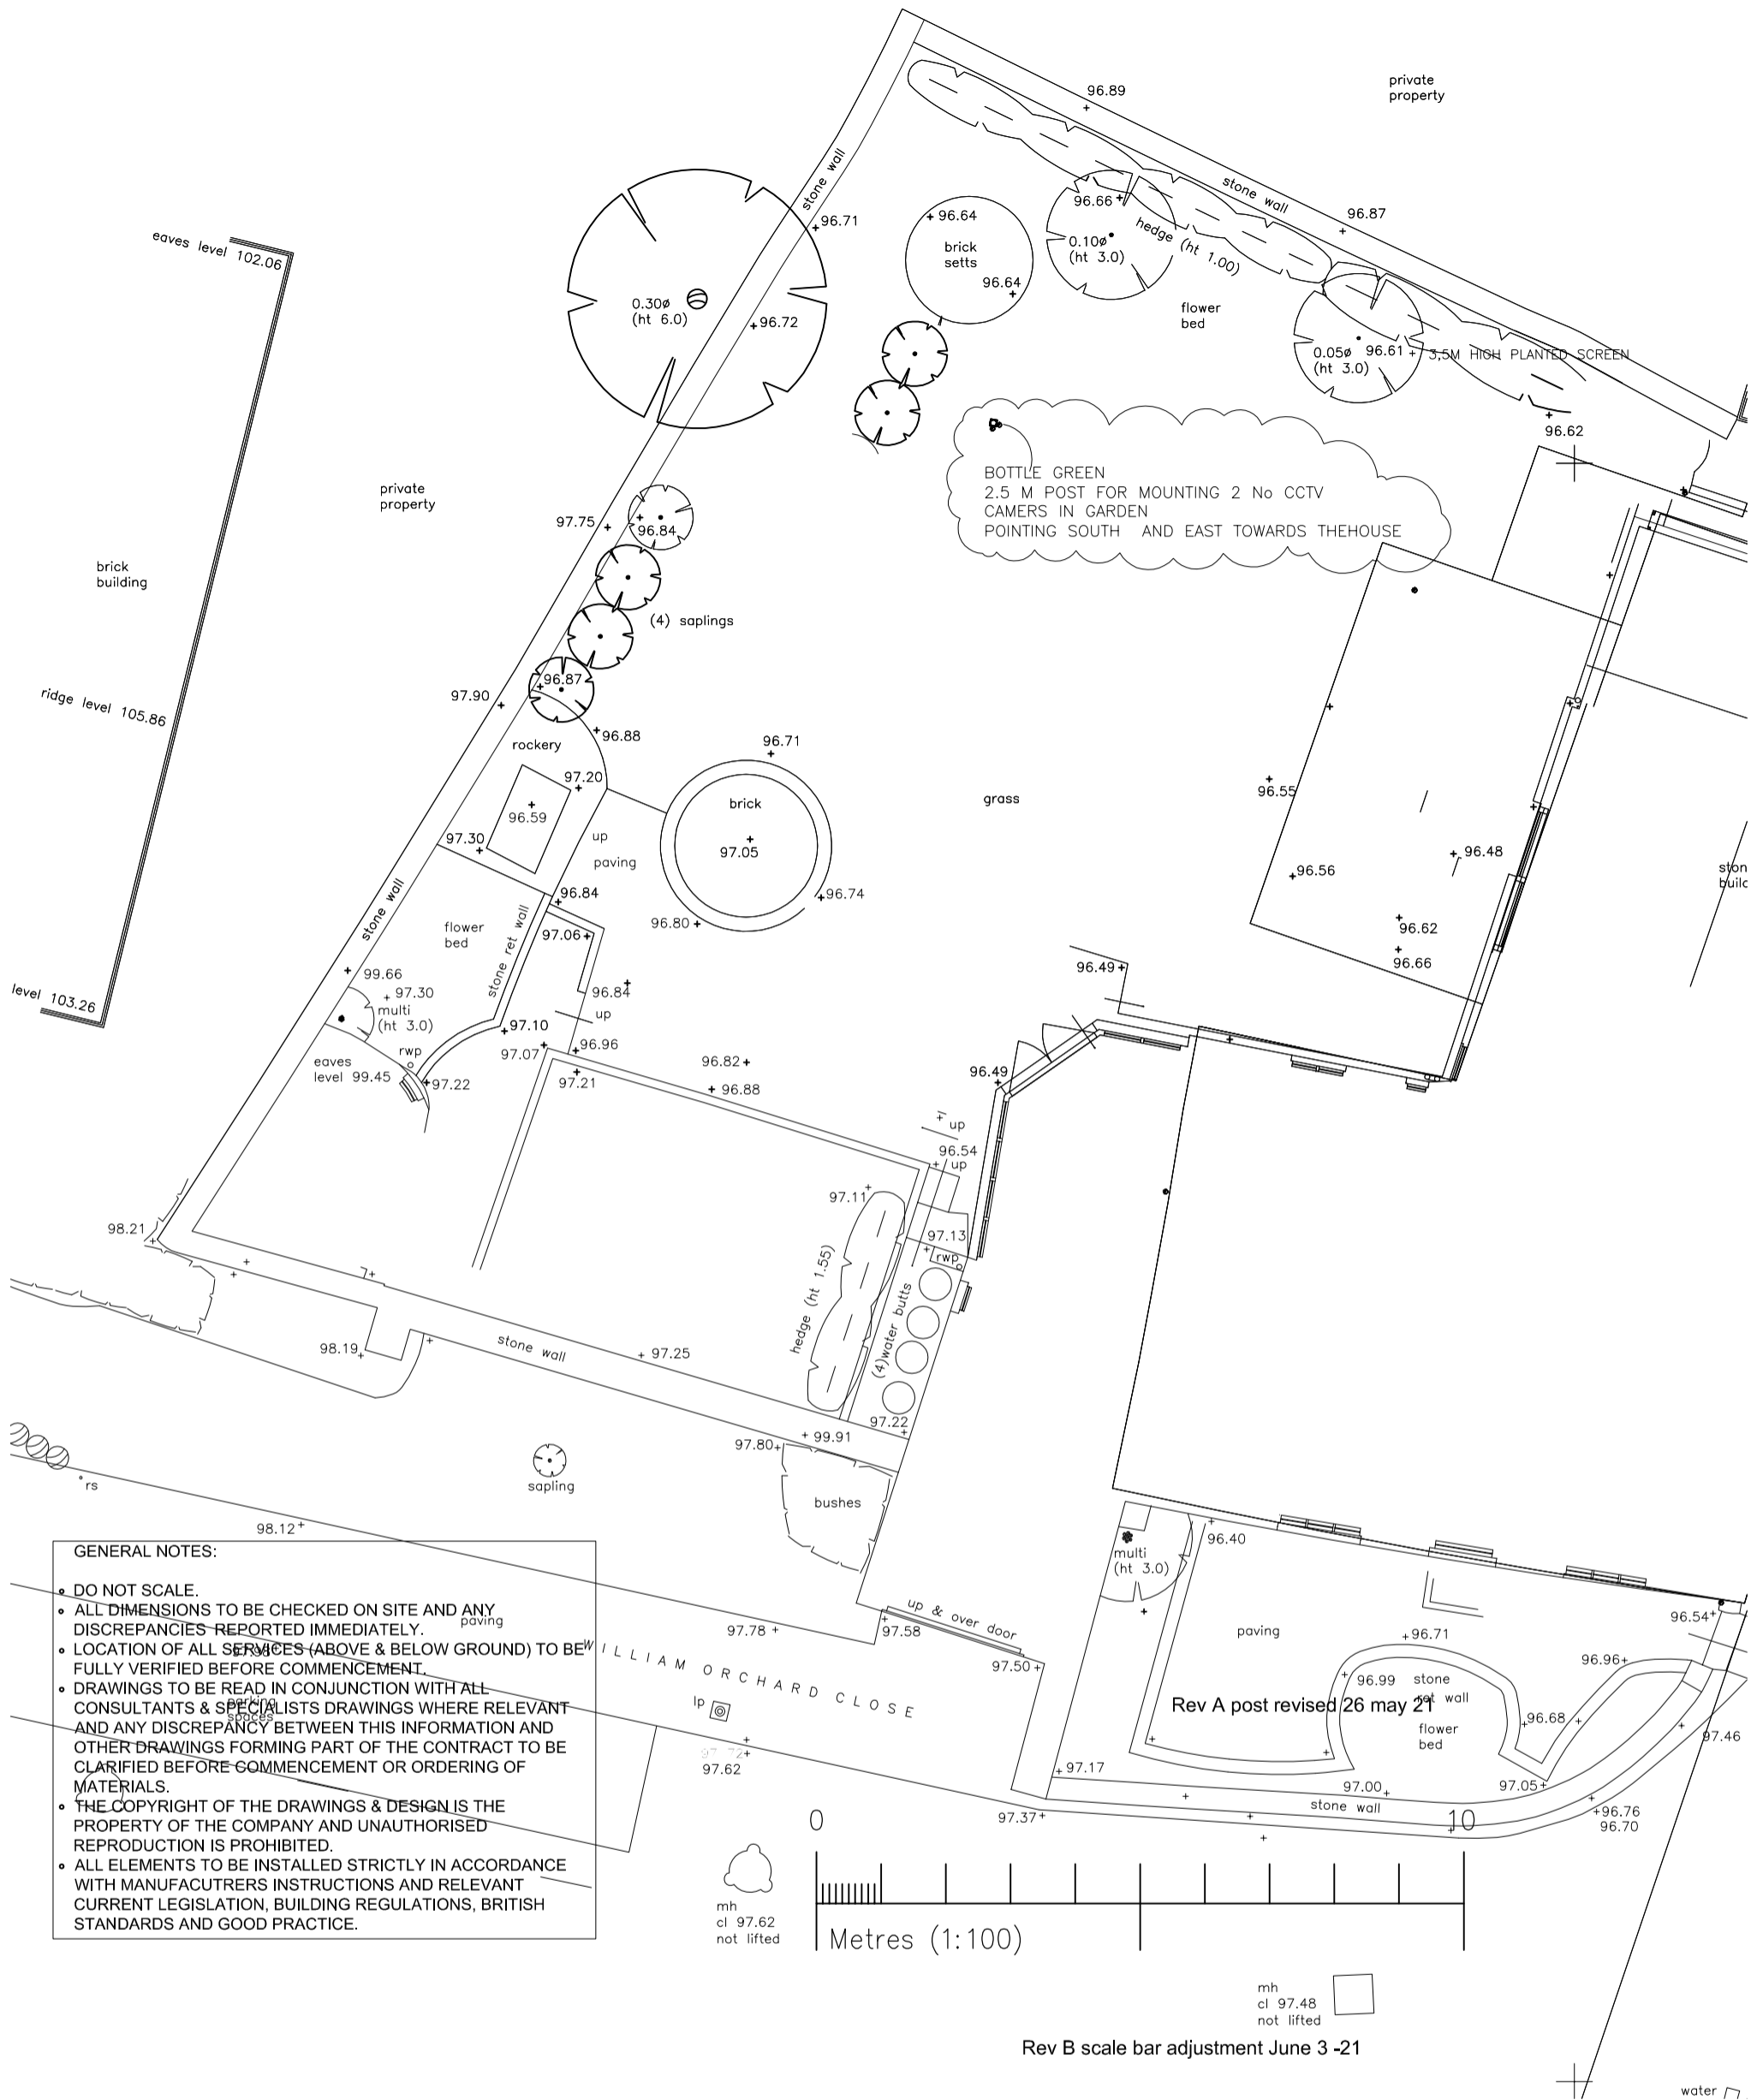 private
property
96.89
stone wall
stone wall
96.87
96.66
96.64
96.71
brick
setts
0.10ø
(ht 3.0)
hedge (ht 1.00)
eaves level 102.06
96.64
0.30ø
(ht 6.0)
flower
bed
96.72
0.05ø
(ht 3.0)
96.61
3,5M HIGH PLANTED SCREEN
96.62
BOTTLE GREEN
2.5 M POST FOR MOUNTING 2 No CCTV
CAMERS IN GARDEN
POINTING SOUTH AND EAST TOWARDS THEHOUSE
private
property
97.75
96.84
brick
building
(4) saplings
96.87
97.90
ridge level 105.86
96.88
rockery
96.71
97.20
brick
grass
96.55
96.59
97.30
up
paving
97.05
96.48
96.56
96.84
96.74
stone wall
flower
bed
stone ret wall
97.06
96.80
96.62
96.66
99.66
96.49
97.30
multi
(ht 3.0)
level 103.26
96.84
up
97.10
rwp
97.07
96.96
96.82
eaves
level 99.45
97.22
97.21
96.88
96.49
up
96.54
up
97.11
98.21
97.13
rwp
hedge (ht 1.55)
(4)water butts
98.19
stone wall
97.25
97.22
99.91
97.80
rs
sapling
bushes
98.12
96.40
multi
(ht 3.0)
GENERAL NOTES:
DO NOT SCALE.
ALL DIMENSIONS TO BE CHECKED ON SITE AND ANY
DISCREPANCIES REPORTED IMMEDIATELY.
LOCATION OF ALL SERVICES (ABOVE & BELOW GROUND) TO BE
FULLY VERIFIED BEFORE COMMENCEMENT.
DRAWINGS TO BE READ IN CONJUNCTION WITH ALL
CONSULTANTS & SPECIALISTS DRAWINGS WHERE RELEVANT
AND ANY DISCREPANCY BETWEEN THIS INFORMATION AND
OTHER DRAWINGS FORMING PART OF THE CONTRACT TO BE
CLARIFIED BEFORE COMMENCEMENT OR ORDERING OF
MATERIALS.
THE COPYRIGHT OF THE DRAWINGS & DESIGN IS THE
PROPERTY OF THE COMPANY AND UNAUTHORISED
REPRODUCTION IS PROHIBITED.
ALL ELEMENTS TO BE INSTALLED STRICTLY IN ACCORDANCE
WITH MANUFACUTRERS INSTRUCTIONS AND RELEVANT
CURRENT LEGISLATION, BUILDING REGULATIONS, BRITISH
STANDARDS AND GOOD PRACTICE.
paving
parking
spaces
WILLIAM ORCHARD CLOSE
97.78
97.58
up & over door
97.50
lp
97.72
97.62
96.54
paving
96.71
96.96
96.99
stone
ret wall
Rev A post revised 26 may 21
flower
bed
96.68
97.46
97.17
97.00
97.05
stone wall
97.37
96.76
96.70
0
10
Metres (1:100)
mh
cl 97.62
not lifted
mh
cl 97.48
not lifted
Rev B scale bar adjustment June 3 -21
water